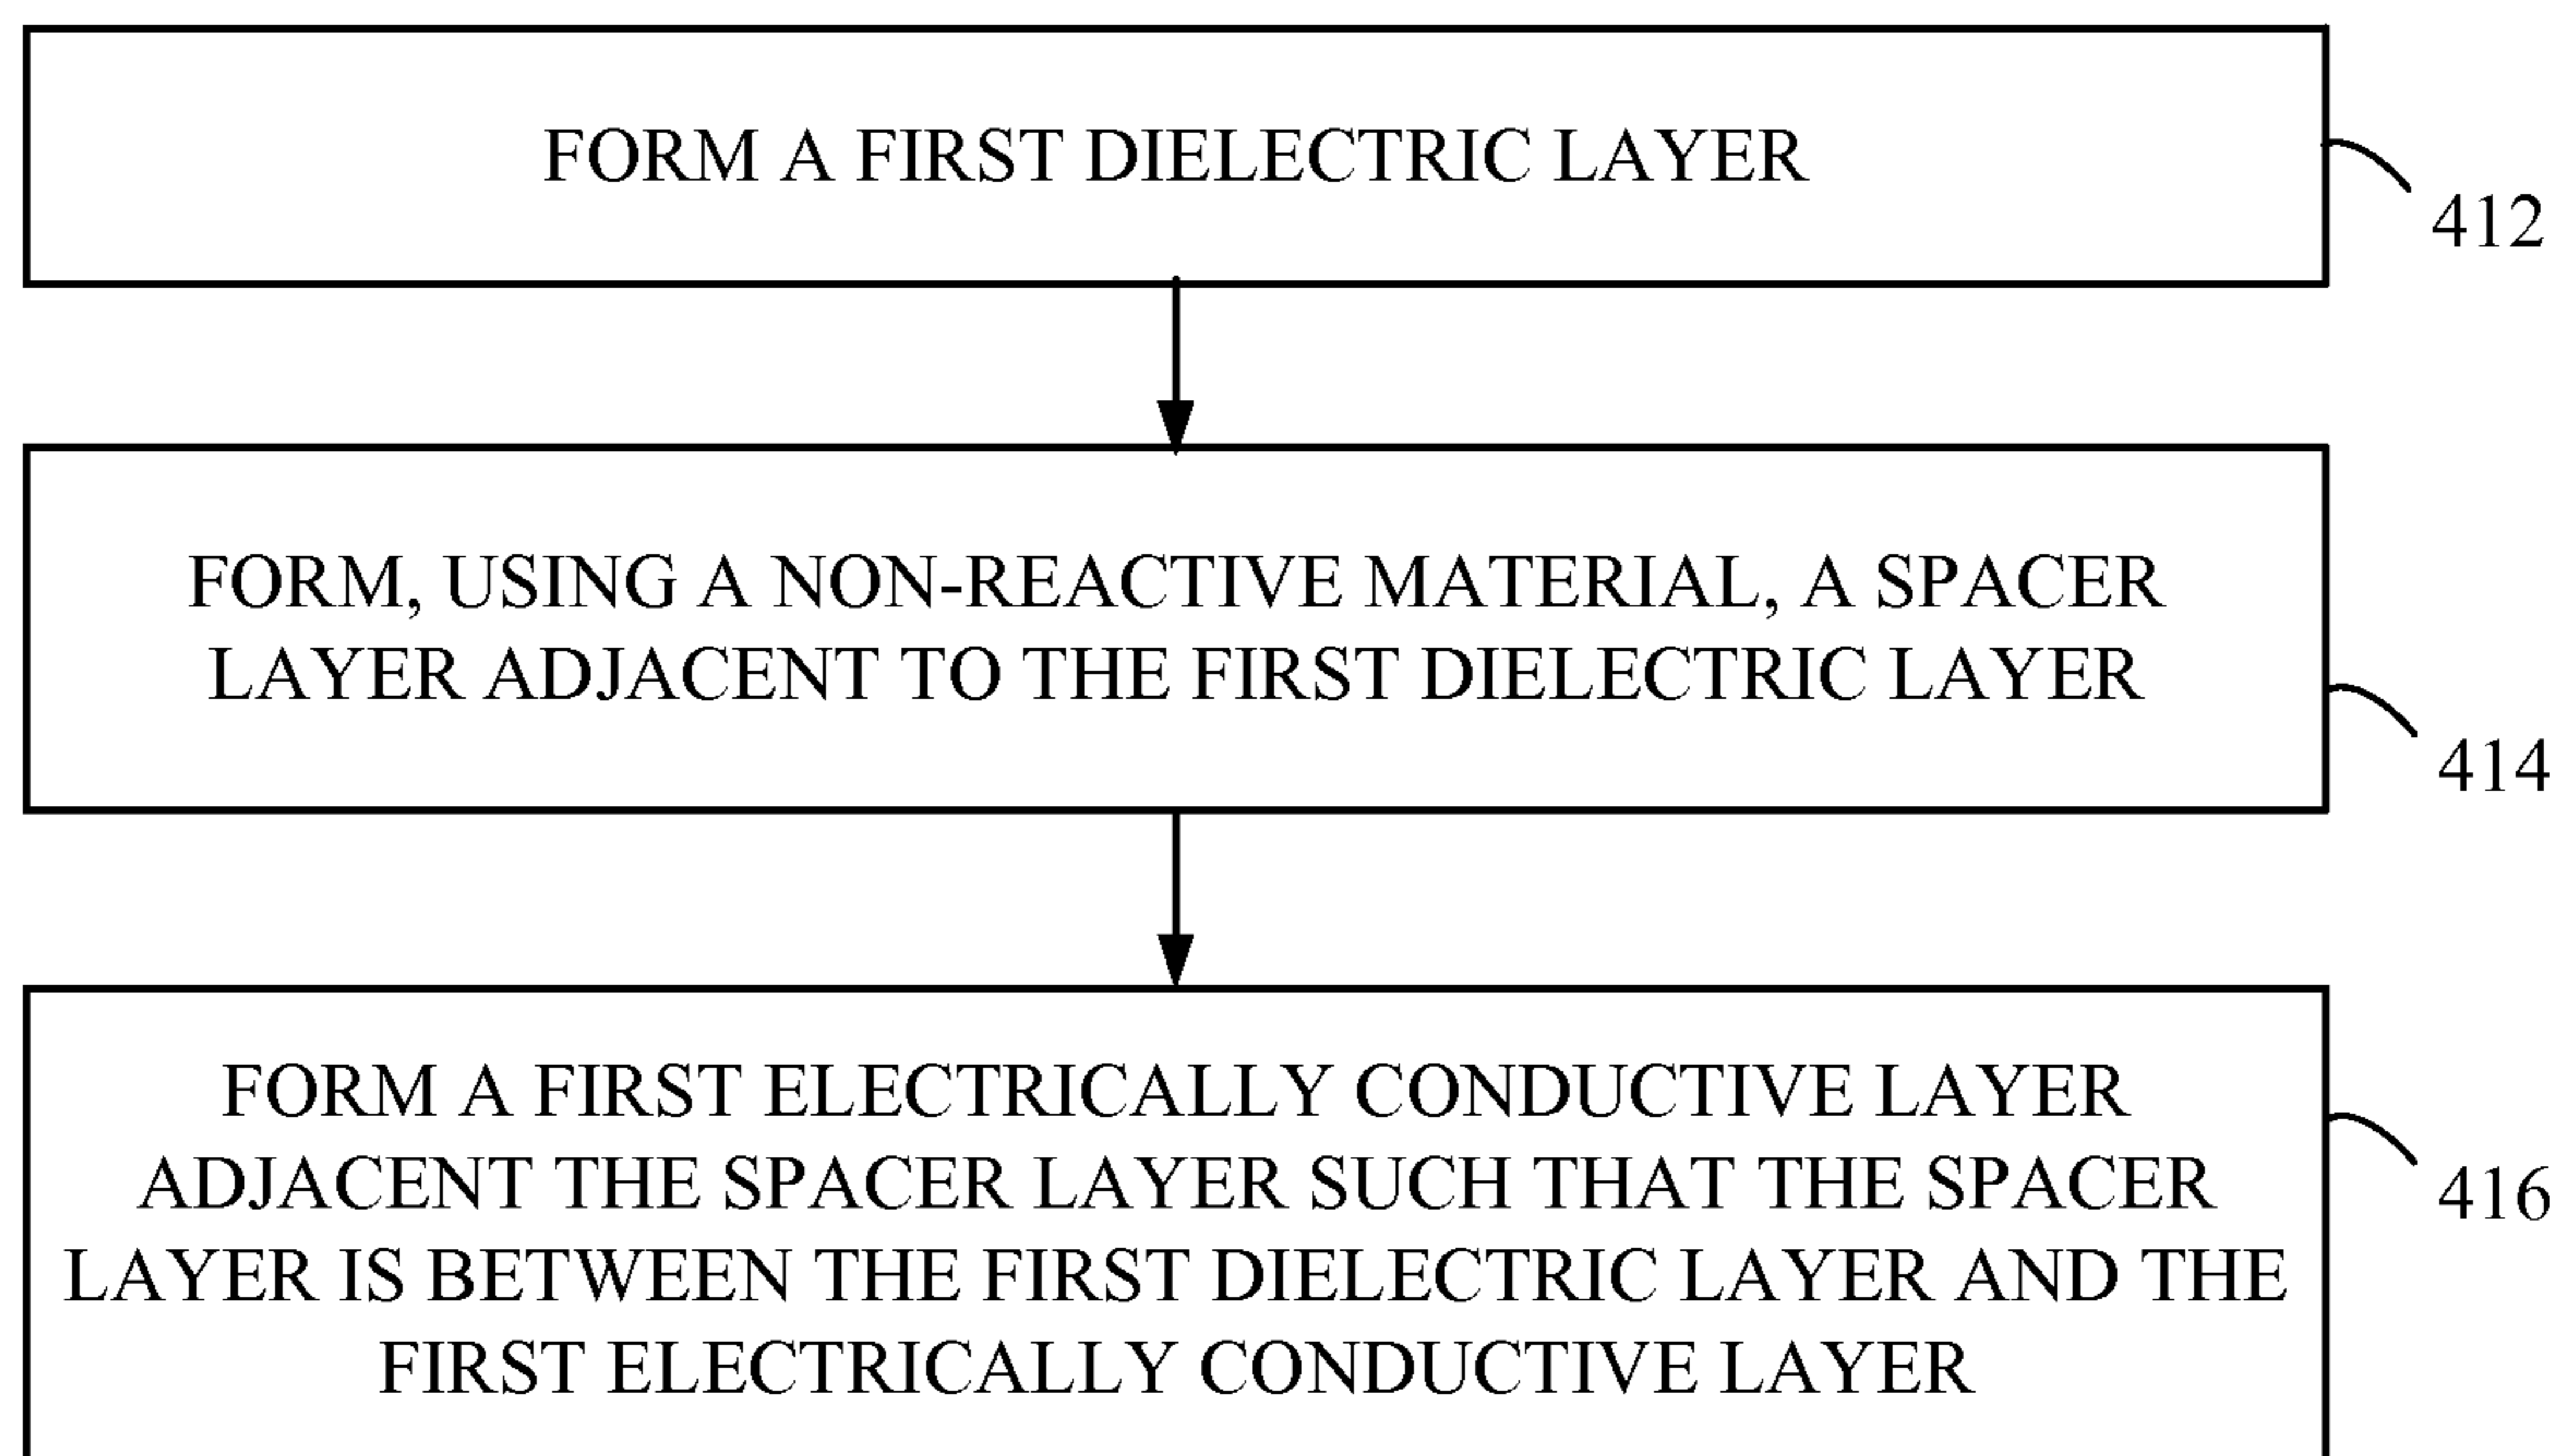 FORM A FIRST DIELECTRIC LAYER
412
FORM, USING A NON-REACTIVE MATERIAL, A SPACER
LAYER ADJACENT TO THE FIRST DIELECTRIC LAYER
414
FORM A FIRST ELECTRICALLY CONDUCTIVE LAYER
ADJACENT THE SPACER LAYER SUCH THAT THE SPACER
LAYER IS BETWEEN THE FIRST DIELECTRIC LAYER AND THE
FIRST ELECTRICALLY CONDUCTIVE LAYER
416